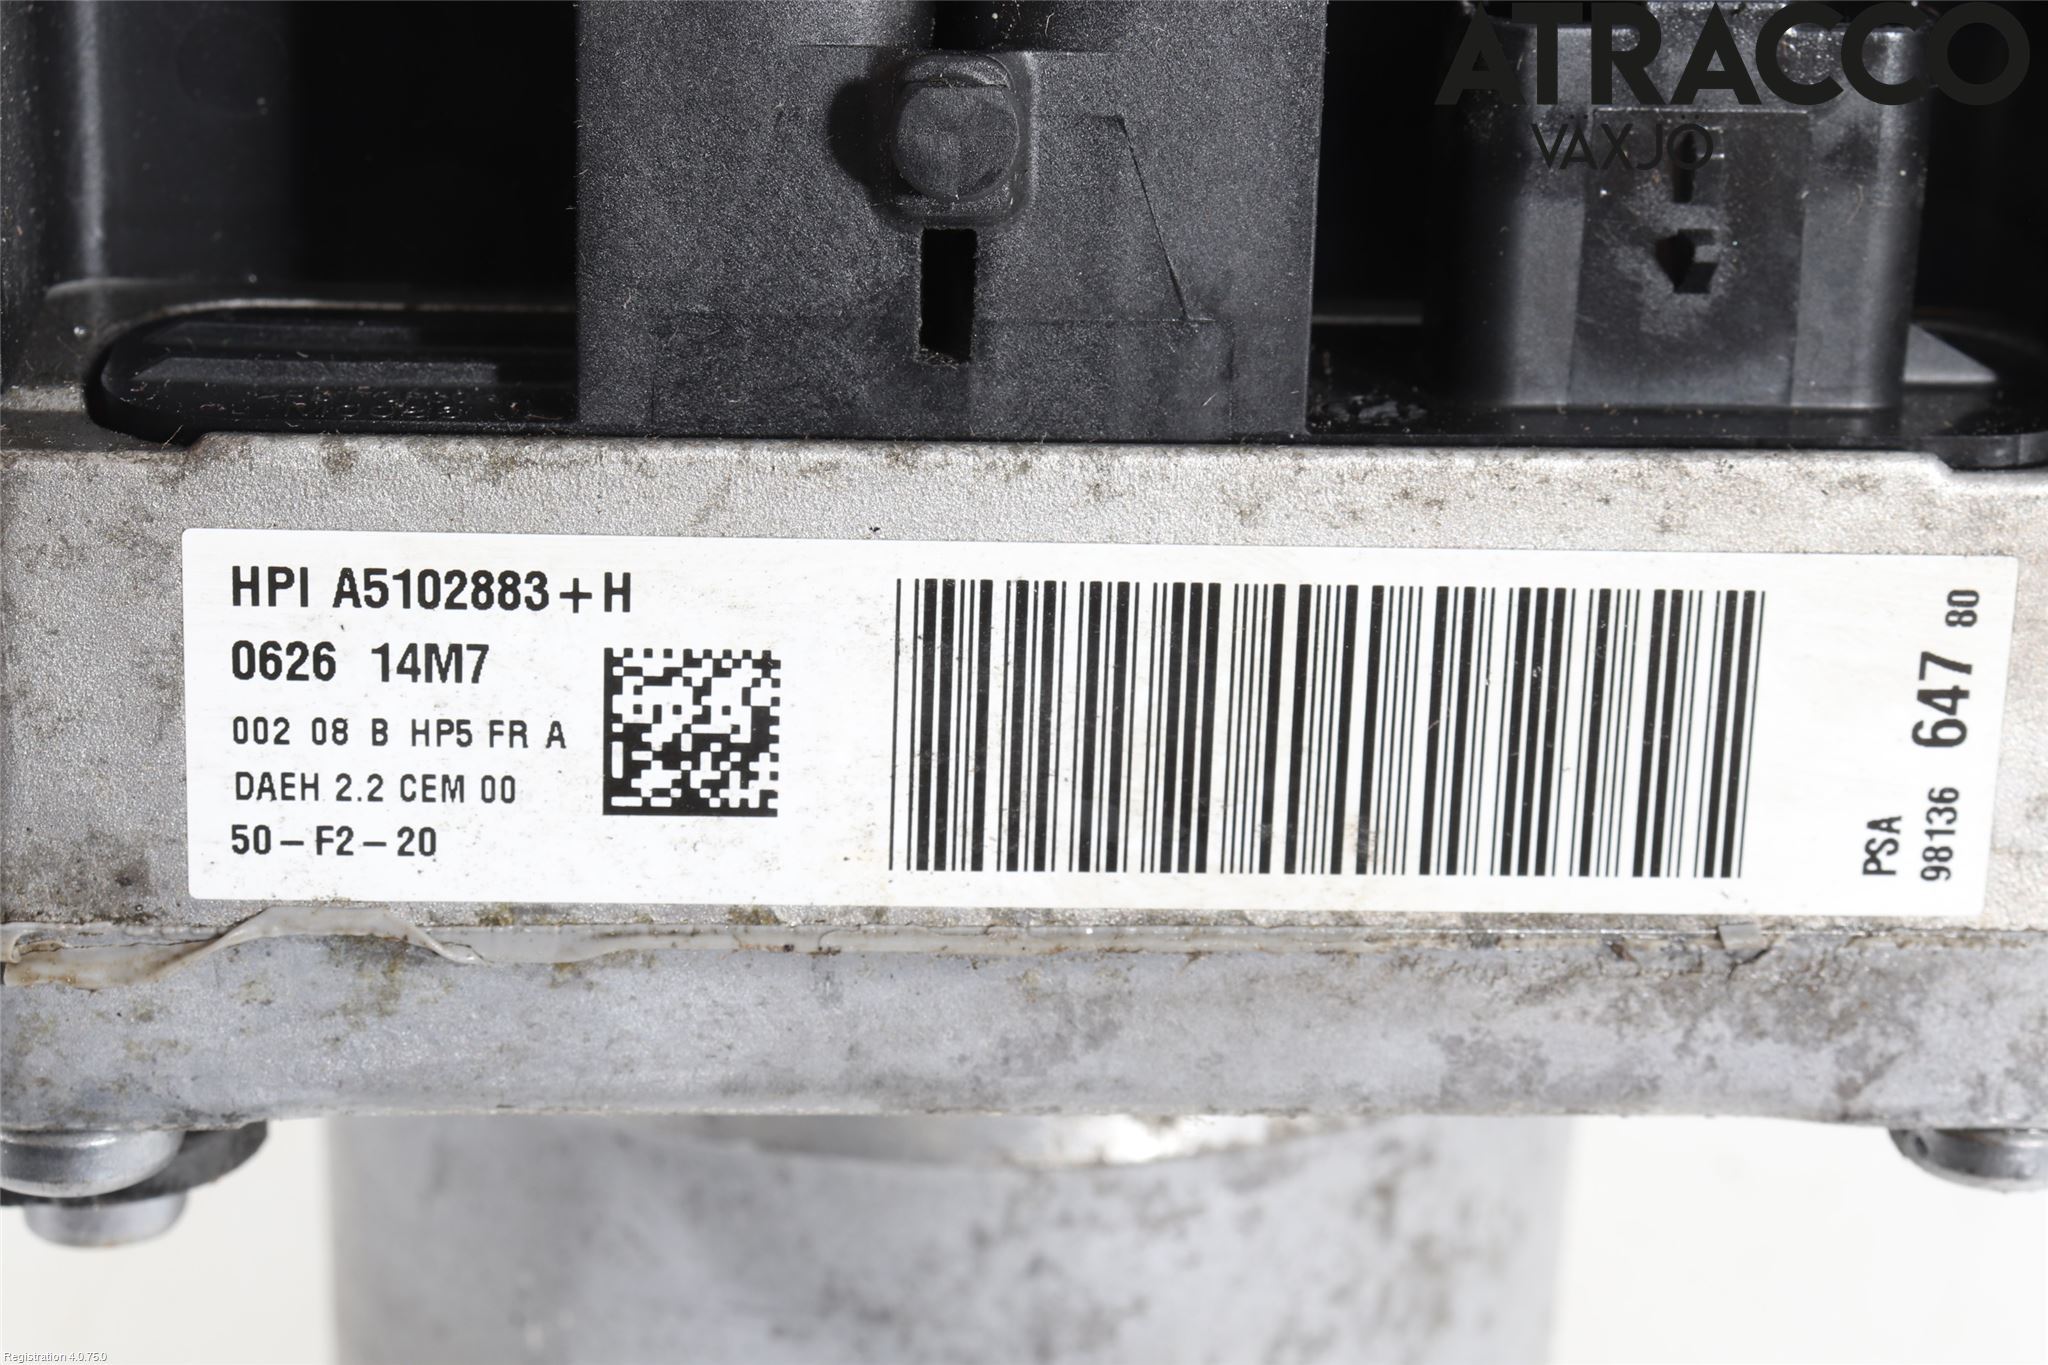 ATRACCO
VÄXJÖ
HPI A5102883+H
0626 14M7
002 08 B HP5 FR A
DAEH 2.2 CEM 00
50-F2-20
PSA
98136 647 80
Registration 4.0.75.0